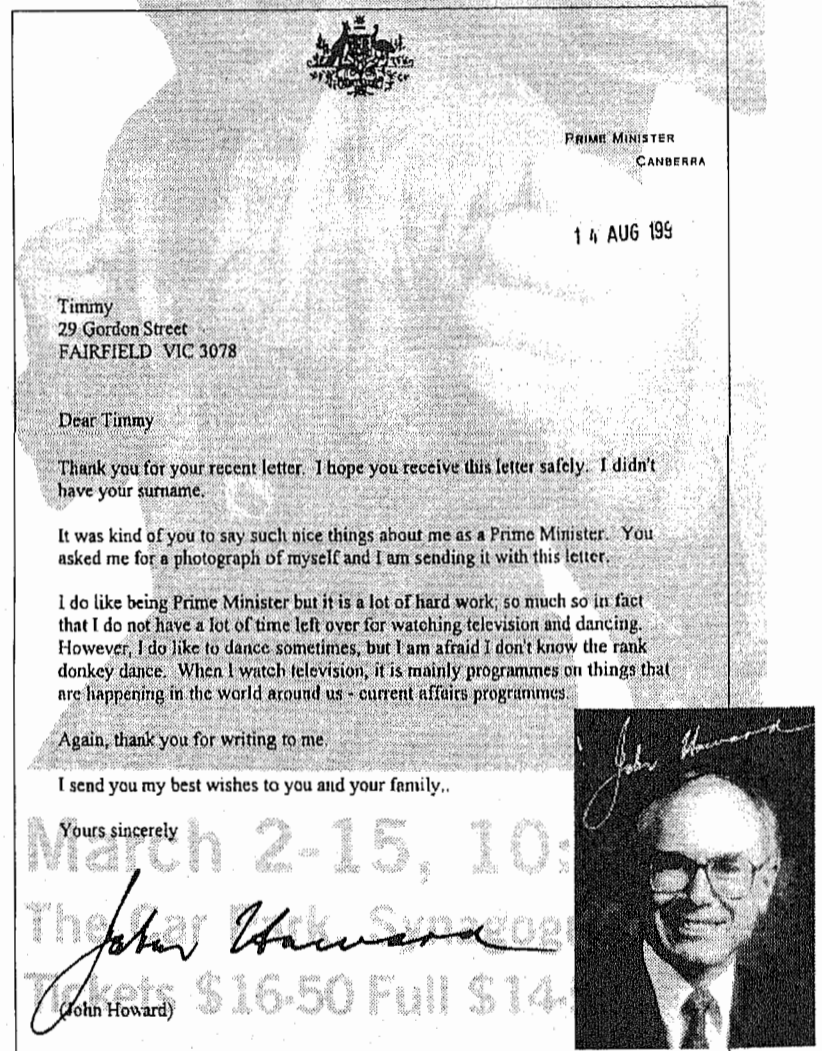 PRIME MINISTER
CANBERRA
14 AUG 199
Timmy
29 Gordon Street
FAIRFIELD VIC 3078
Dear Timmy
Thank you for your recent letter. I hope you receive this letter safely. I didn't
have your surname.
It was kind of you to say such nice things about me as a Prime Minister. You
asked me for a photograph of myself and I am sending it with this letter.
I do like being Prime Minister but it is a lot of hard work; so much so in fact
that I do not have a lot of time left over for watching television and dancing.
However, I do like to dance sometimes, but I am afraid I don't know the rank
donkey dance. When I watch television, it is mainly programmes on things that
are happening in the world around us - current affairs programmes.
Again, thank you for writing to me.
John Howard
I send you my best wishes to you and your family..
Yours sincerely
March 2-15, 10:
The Car Park, Synagogu
John Howard
Tickets $16-50 Full $14-
(John Howard)